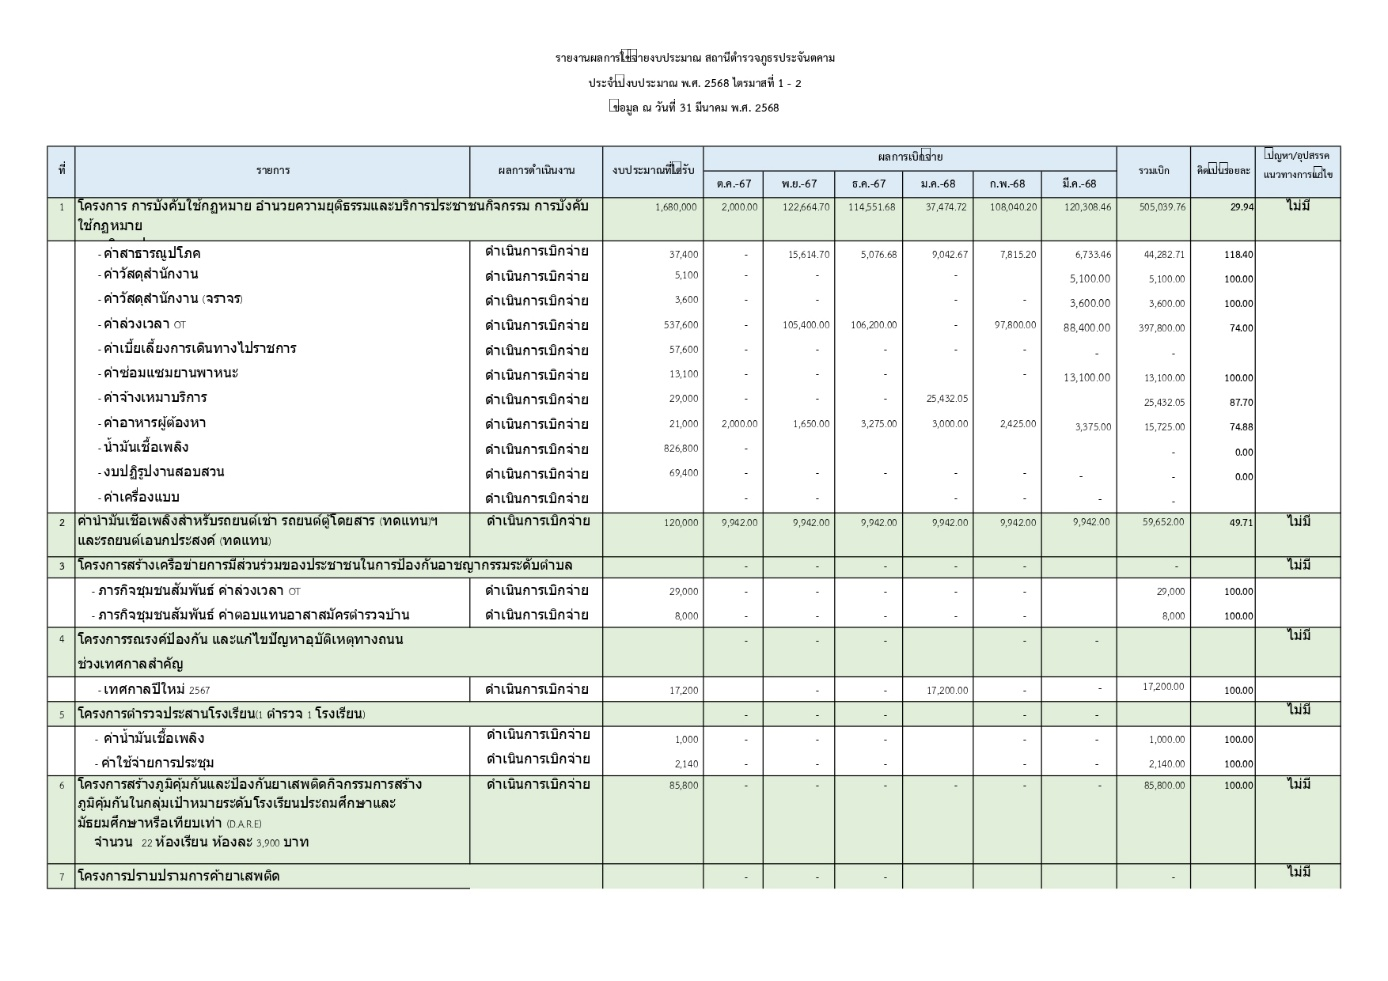 รายงานผลการใช้จ่ายงบประมาณ สถานีตำรวจภูธรประจันตคาม
ประจำปีงบประมาณ พ.ศ. 2568 ไตรมาสที่ 1 - 2
ข้อมูล ณ วันที่ 31 มีนาคม พ.ศ. 2568
ที่ รายการ ผลการดำเนินงาน งบประมาณที่ได้รับ ผลการเบิกจ่าย รวมเบิก คิดเป็นร้อยละ ปัญหา/อุปสรรค
แนวทางการแก้ไข
ต.ค.-67 พ.ย.-67 ธ.ค.-67 ม.ค.-68 ก.พ.-68 มี.ค.-68
1 โครงการ การบังคับใช้กฏหมาย อำนวยความยุติธรรมและบริการประชาชนกิจกรรม การบังคับ 1,680,000 2,000.00 122,664.70 114,551.68 37,474.72 108,040.20 120,308.46 505,039.76 29.94 ไม่มี
ใช้กฏหมาย
- ค่าสาธารณูปโภค ดำเนินการเบิกจ่าย 37,400 - 15,614.70 5,076.68 9,042.67 7,815.20 6,733.46 44,282.71 118.40
- ค่าวัสดุสำนักงาน ดำเนินการเบิกจ่าย 5,100 - - - 5,100.00 5,100.00 100.00
- ค่าวัสดุสำนักงาน (จราจร) ดำเนินการเบิกจ่าย 3,600 - - - - 3,600.00 3,600.00 100.00
- ค่าล่วงเวลา OT ดำเนินการเบิกจ่าย 537,600 - 105,400.00 106,200.00 - 97,800.00 88,400.00 397,800.00 74.00
- ค่าเบี้ยเลี้ยงการเดินทางไปราชการ ดำเนินการเบิกจ่าย 57,600 - - - - - - -
- ค่าซ่อมแซมยานพาหนะ ดำเนินการเบิกจ่าย 13,100 - - - - 13,100.00 13,100.00 100.00
- ค่าจ้างเหมาบริการ ดำเนินการเบิกจ่าย 29,000 - - - 25,432.05 25,432.05 87.70
- ค่าอาหารผู้ต้องหา ดำเนินการเบิกจ่าย 21,000 2,000.00 1,650.00 3,275.00 3,000.00 2,425.00 3,375.00 15,725.00 74.88
- น้ำมันเชื้อเพลิง ดำเนินการเบิกจ่าย 826,800 - - 0.00
- งบปฏิรูปงานสอบสวน ดำเนินการเบิกจ่าย 69,400 - - - - - - 0.00
- ค่าเครื่องแบบ ดำเนินการเบิกจ่าย - - - - - -
2 ค่าน้ำมันเชื้อเพลิงสำหรับรถยนต์เช่า รถยนต์ตู้โดยสาร (ทดแทน)ฯ ดำเนินการเบิกจ่าย 120,000 9,942.00 9,942.00 9,942.00 9,942.00 9,942.00 9,942.00 59,652.00 49.71 ไม่มี
และรถยนต์เอนกประสงค์ (ทดแทน)
3 โครงการสร้างเครือข่ายการมีส่วนร่วมของประชาชนในการป้องกันอาชญากรรมระดับตำบล - - - - - - - ไม่มี
- ภารกิจชุมชนสัมพันธ์ ค่าล่วงเวลา OT ดำเนินการเบิกจ่าย 29,000 29,000 100.00
- ภารกิจชุมชนสัมพันธ์ ค่าตอบแทนอาสาสมัครตำรวจบ้าน ดำเนินการเบิกจ่าย 8,000 8,000 100.00
4 โครงการรณรงค์ป้องกัน และแก้ไขปัญหาอุบัติเหตุทางถนน - - - - - - ไม่มี
ช่วงเทศกาลสำคัญ
- เทศกาลปีใหม่ 2567 ดำเนินการเบิกจ่าย 17,200 - - 17,200.00 - - 17,200.00 100.00
5 โครงการตำรวจประสานโรงเรียน(1 ตำรวจ 1 โรงเรียน) - - - - - - ไม่มี
- ค่าน้ำมันเชื้อเพลิง ดำเนินการเบิกจ่าย 1,000 - - - - - - 1,000.00 100.00
- ค่าใช้จ่ายการประชุม ดำเนินการเบิกจ่าย 2,140 - - - - - - 2,140.00 100.00
6 โครงการสร้างภูมิคุ้มกันและป้องกันยาเสพติดกิจกรรมการสร้าง ดำเนินการเบิกจ่าย 85,800 - - - - - - 85,800.00 100.00 ไม่มี
ภูมิคุ้มกันในกลุ่มเป้าหมายระดับโรงเรียนประถมศึกษาและ
มัธยมศึกษาหรือเทียบเท่า (D.A.R.E)
จำนวน 22 ห้องเรียน ห้องละ 3,900 บาท
7 โครงการปราบปรามการค้ายาเสพติด - - - - ไม่มี